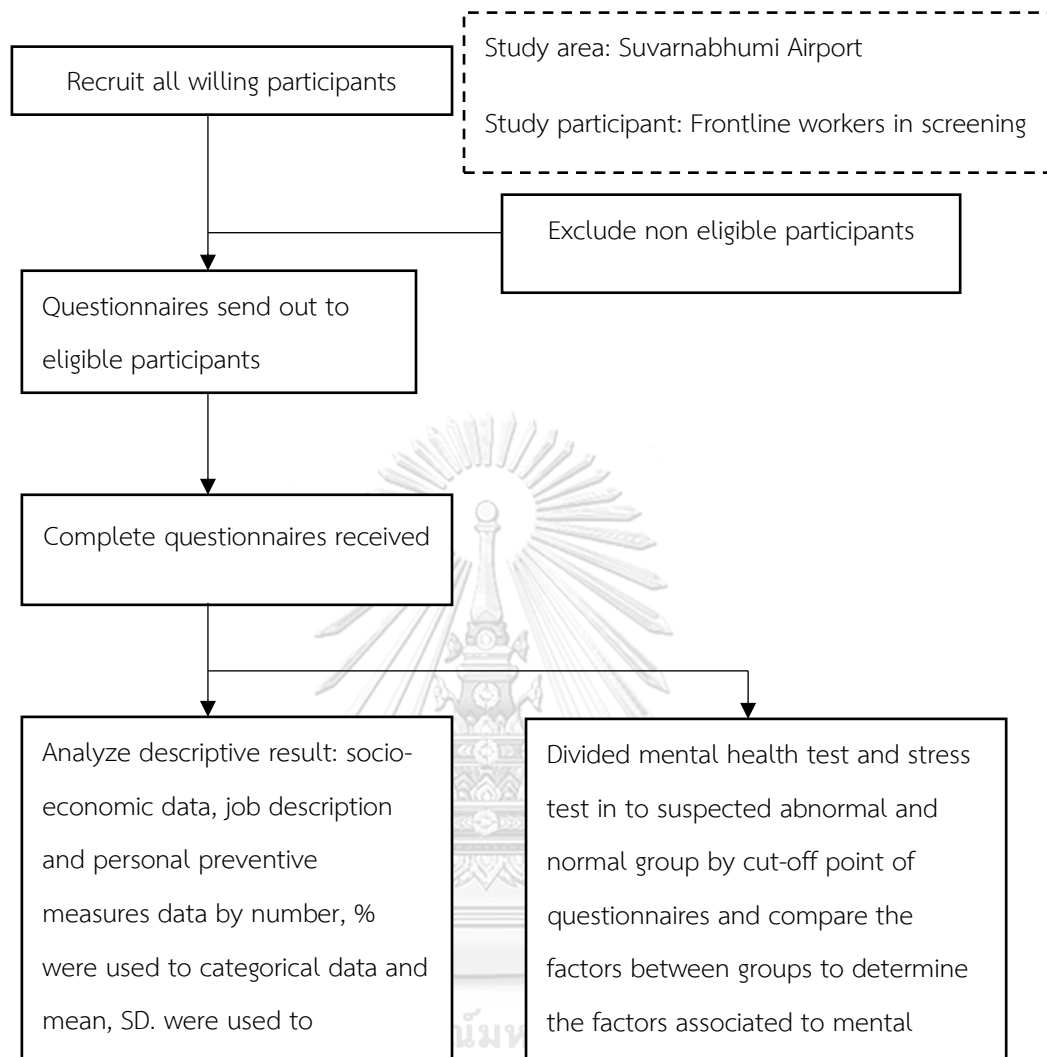 Recruit all willing participants
Study area: Suvarnabhumi Airport
Study participant: Frontline workers in screening
Exclude non eligible participants
Questionnaires send out to
eligible participants
Complete questionnaires received
Analyze descriptive result: socio-
economic data, job description
and personal preventive
measures data by number, %
were used to categorical data and
mean, SD. were used to
Divided mental health test and stress
test in to suspected abnormal and
normal group by cut-off point of
questionnaires and compare the
factors between groups to determine
the factors associated to mental